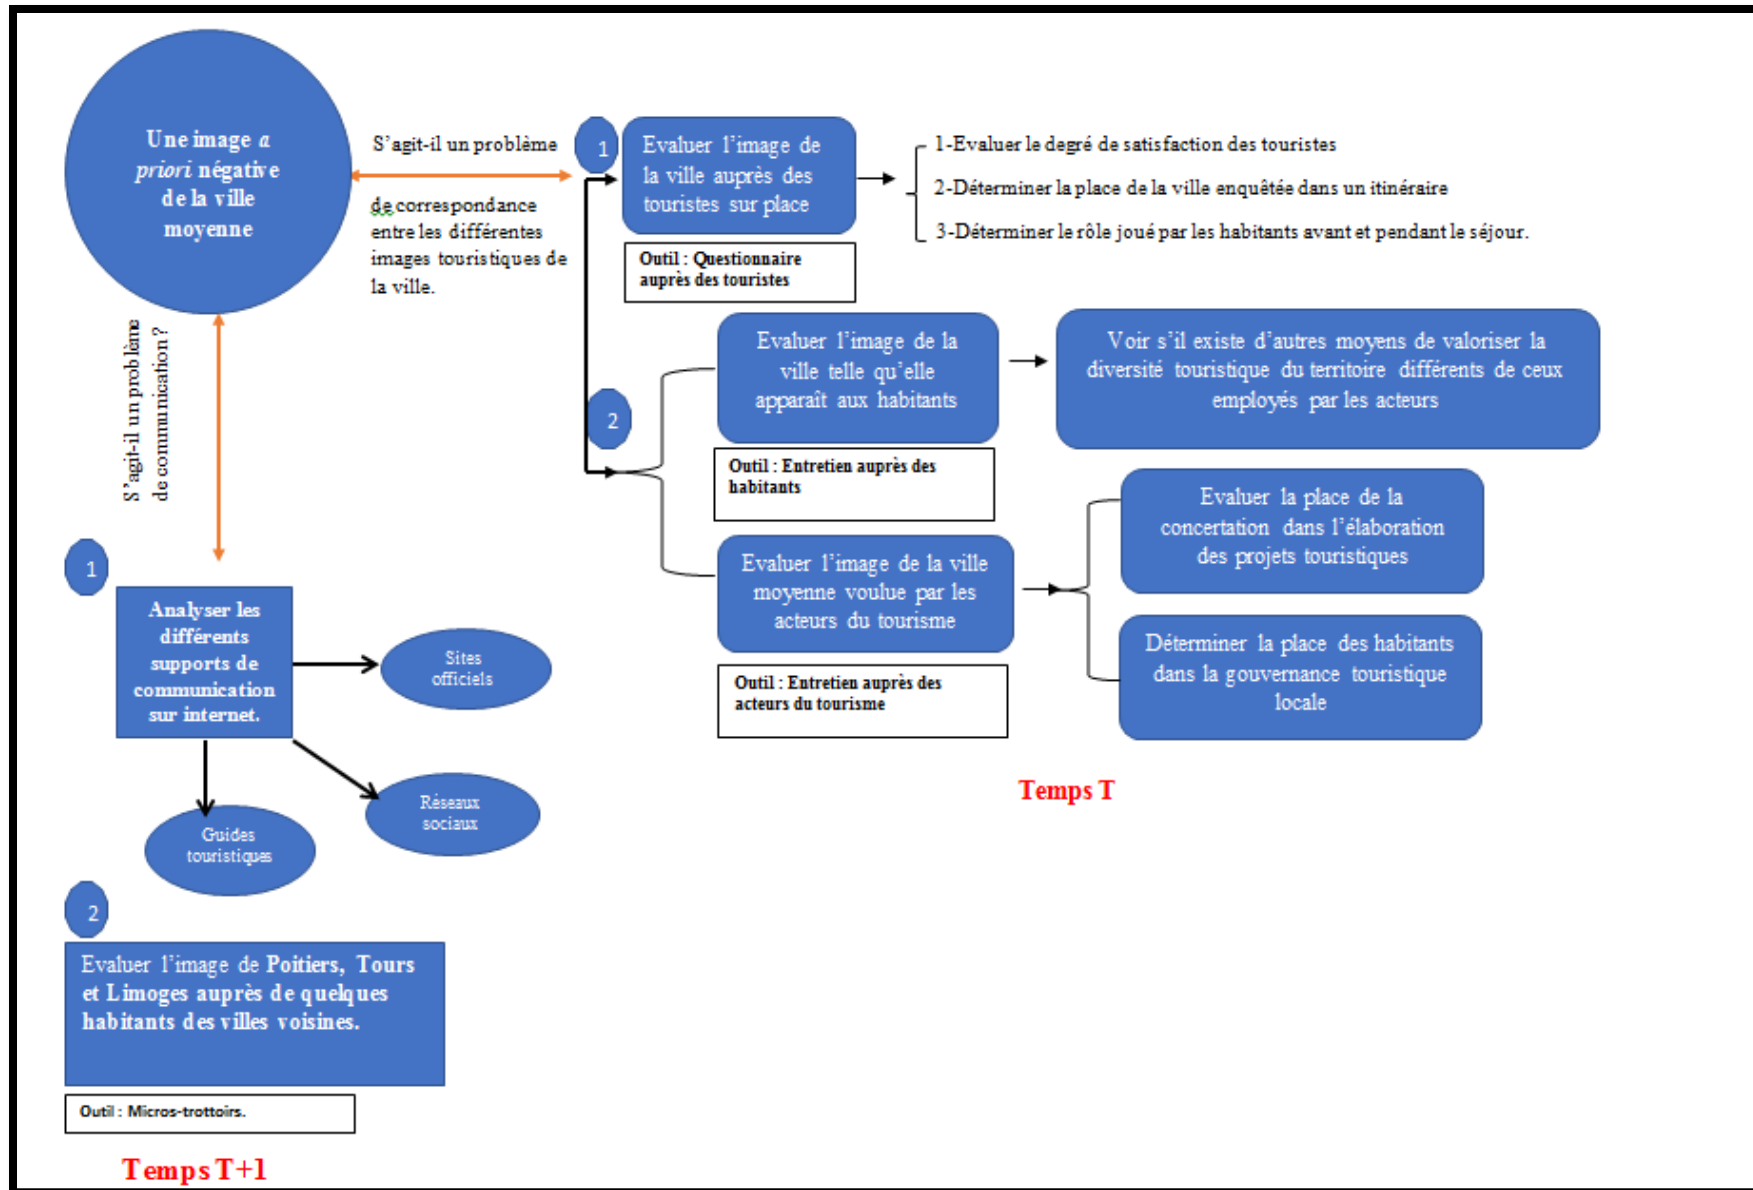 Une image a
priori négative
de la ville
moyenne
S'agit-il un problème
de correspondance
entre les différentes
images touristiques de
la ville.
1
Evaluer l'image de
la ville auprès des
touristes sur place
Outil : Questionnaire
auprès des touristes
1-Evaluer le degré de satisfaction des touristes
2-Déterminer la place de la ville enquêtée dans un itinéraire
3-Déterminer le rôle joué par les habitants avant et pendant le séjour.
2
Evaluer l'image de la
ville telle qu'elle
apparaît aux habitants
Outil : Entretien auprès des
habitants
Voir s'il existe d'autres moyens de valoriser la
diversité touristique du territoire différents de ceux
employés par les acteurs
Evaluer l'image de la ville
moyenne voulue par les
acteurs du tourisme
Outil : Entretien auprès des
acteurs du tourisme
Evaluer la place de la
concertation dans l'élaboration
des projets touristiques
Déterminer la place des habitants
dans la gouvernance touristique
locale
Temps T
S'agit-il un problème
de communication?
1
Analyser les
différents
supports de
communication
sur internet.
Sites
officiels
Réseaux
sociaux
Guides
touristiques
2
Evaluer l'image de Poitiers, Tours
et Limoges auprès de quelques
habitants des villes voisines.
Outil : Micros-trottoirs.
Temps T+1